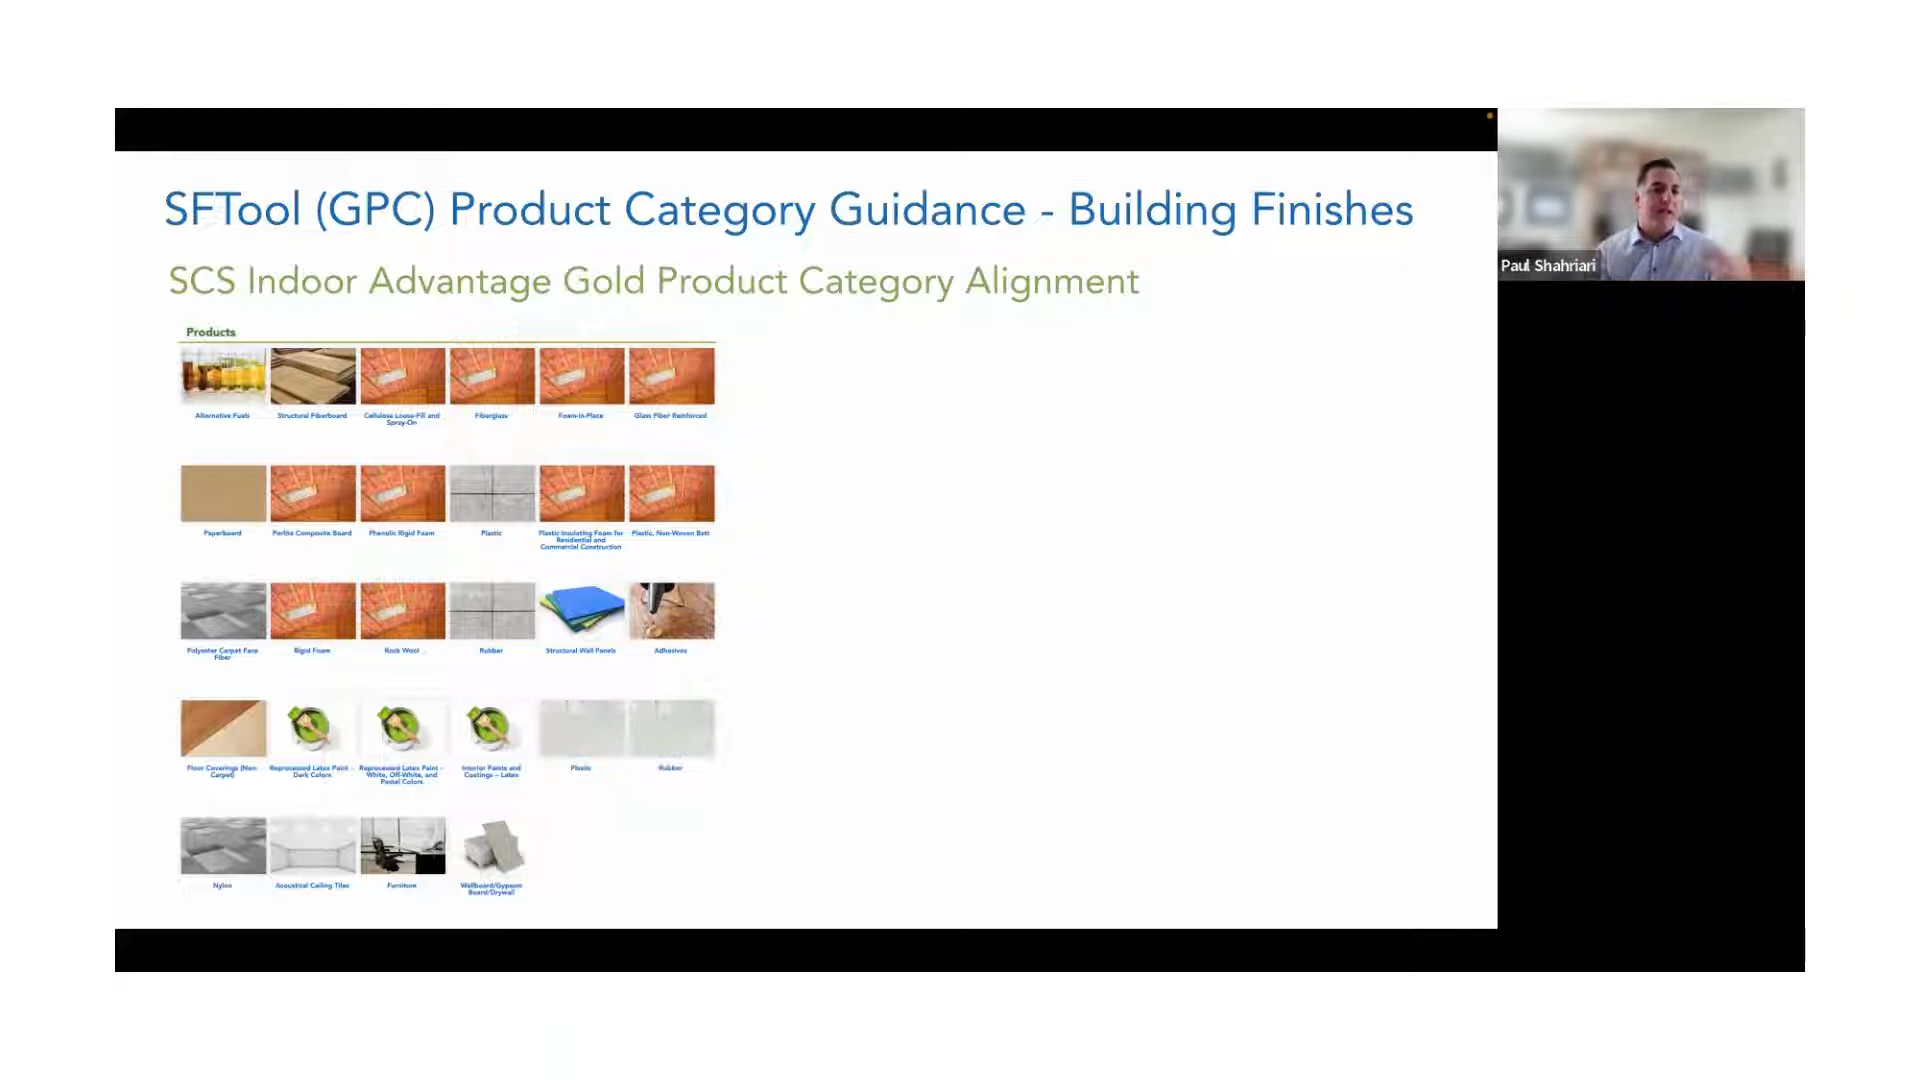 SFTool (GPC) Product Category Guidance - Building Finishes
SCS Indoor Advantage Gold Product Category Alignment
Paul Shahriari
Products
Alternative Fuels
Structural Fiberboard
Cellulose Loose-Fill and
Spray-On
Fiberglass
Foam-in-Place
Glass Fiber Reinforced
Paperboard
Perlite Composite Board
Phenolic Rigid Foam
Plastic
Plastic Insulating Foam for
Residential and
Commercial Construction
Plastic, Non-Woven Batt
Polyester Carpet Face
Fiber
Rigid Foam
Rock Wool
Rubber
Structural Wall Panels
Adhesives
Floor Coverings (Non-
Carpet)
Reprocessed Latex Paint –
Dark Colors
Reprocessed Latex Paint –
White, Off-White, and
Pastel Colors
Interior Paints and
Coatings – Latex
Plastic
Rubber
Nylon
Acoustical Ceiling Tiles
Furniture
Wallboard/Gypsum
Board/Drywall